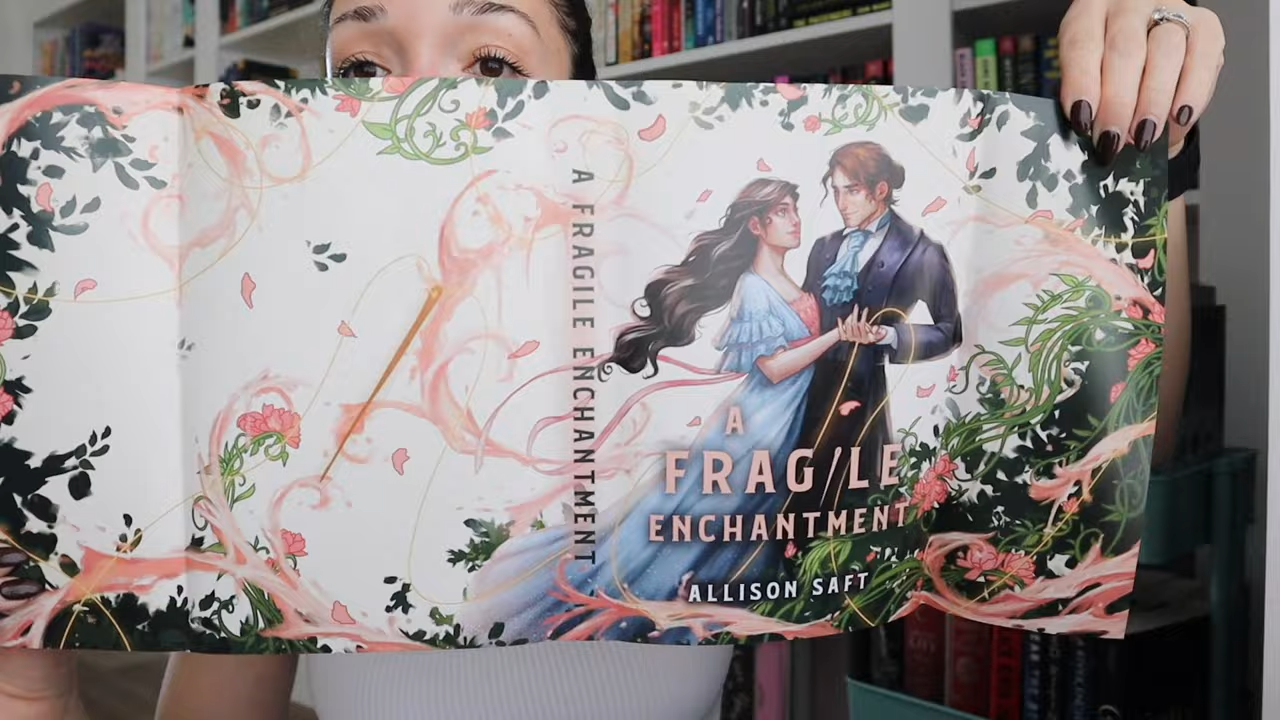 A FRAGILE ENCHANTMENT
A
FRAGILE
ENCHANTMENT
ALLISON SAFT